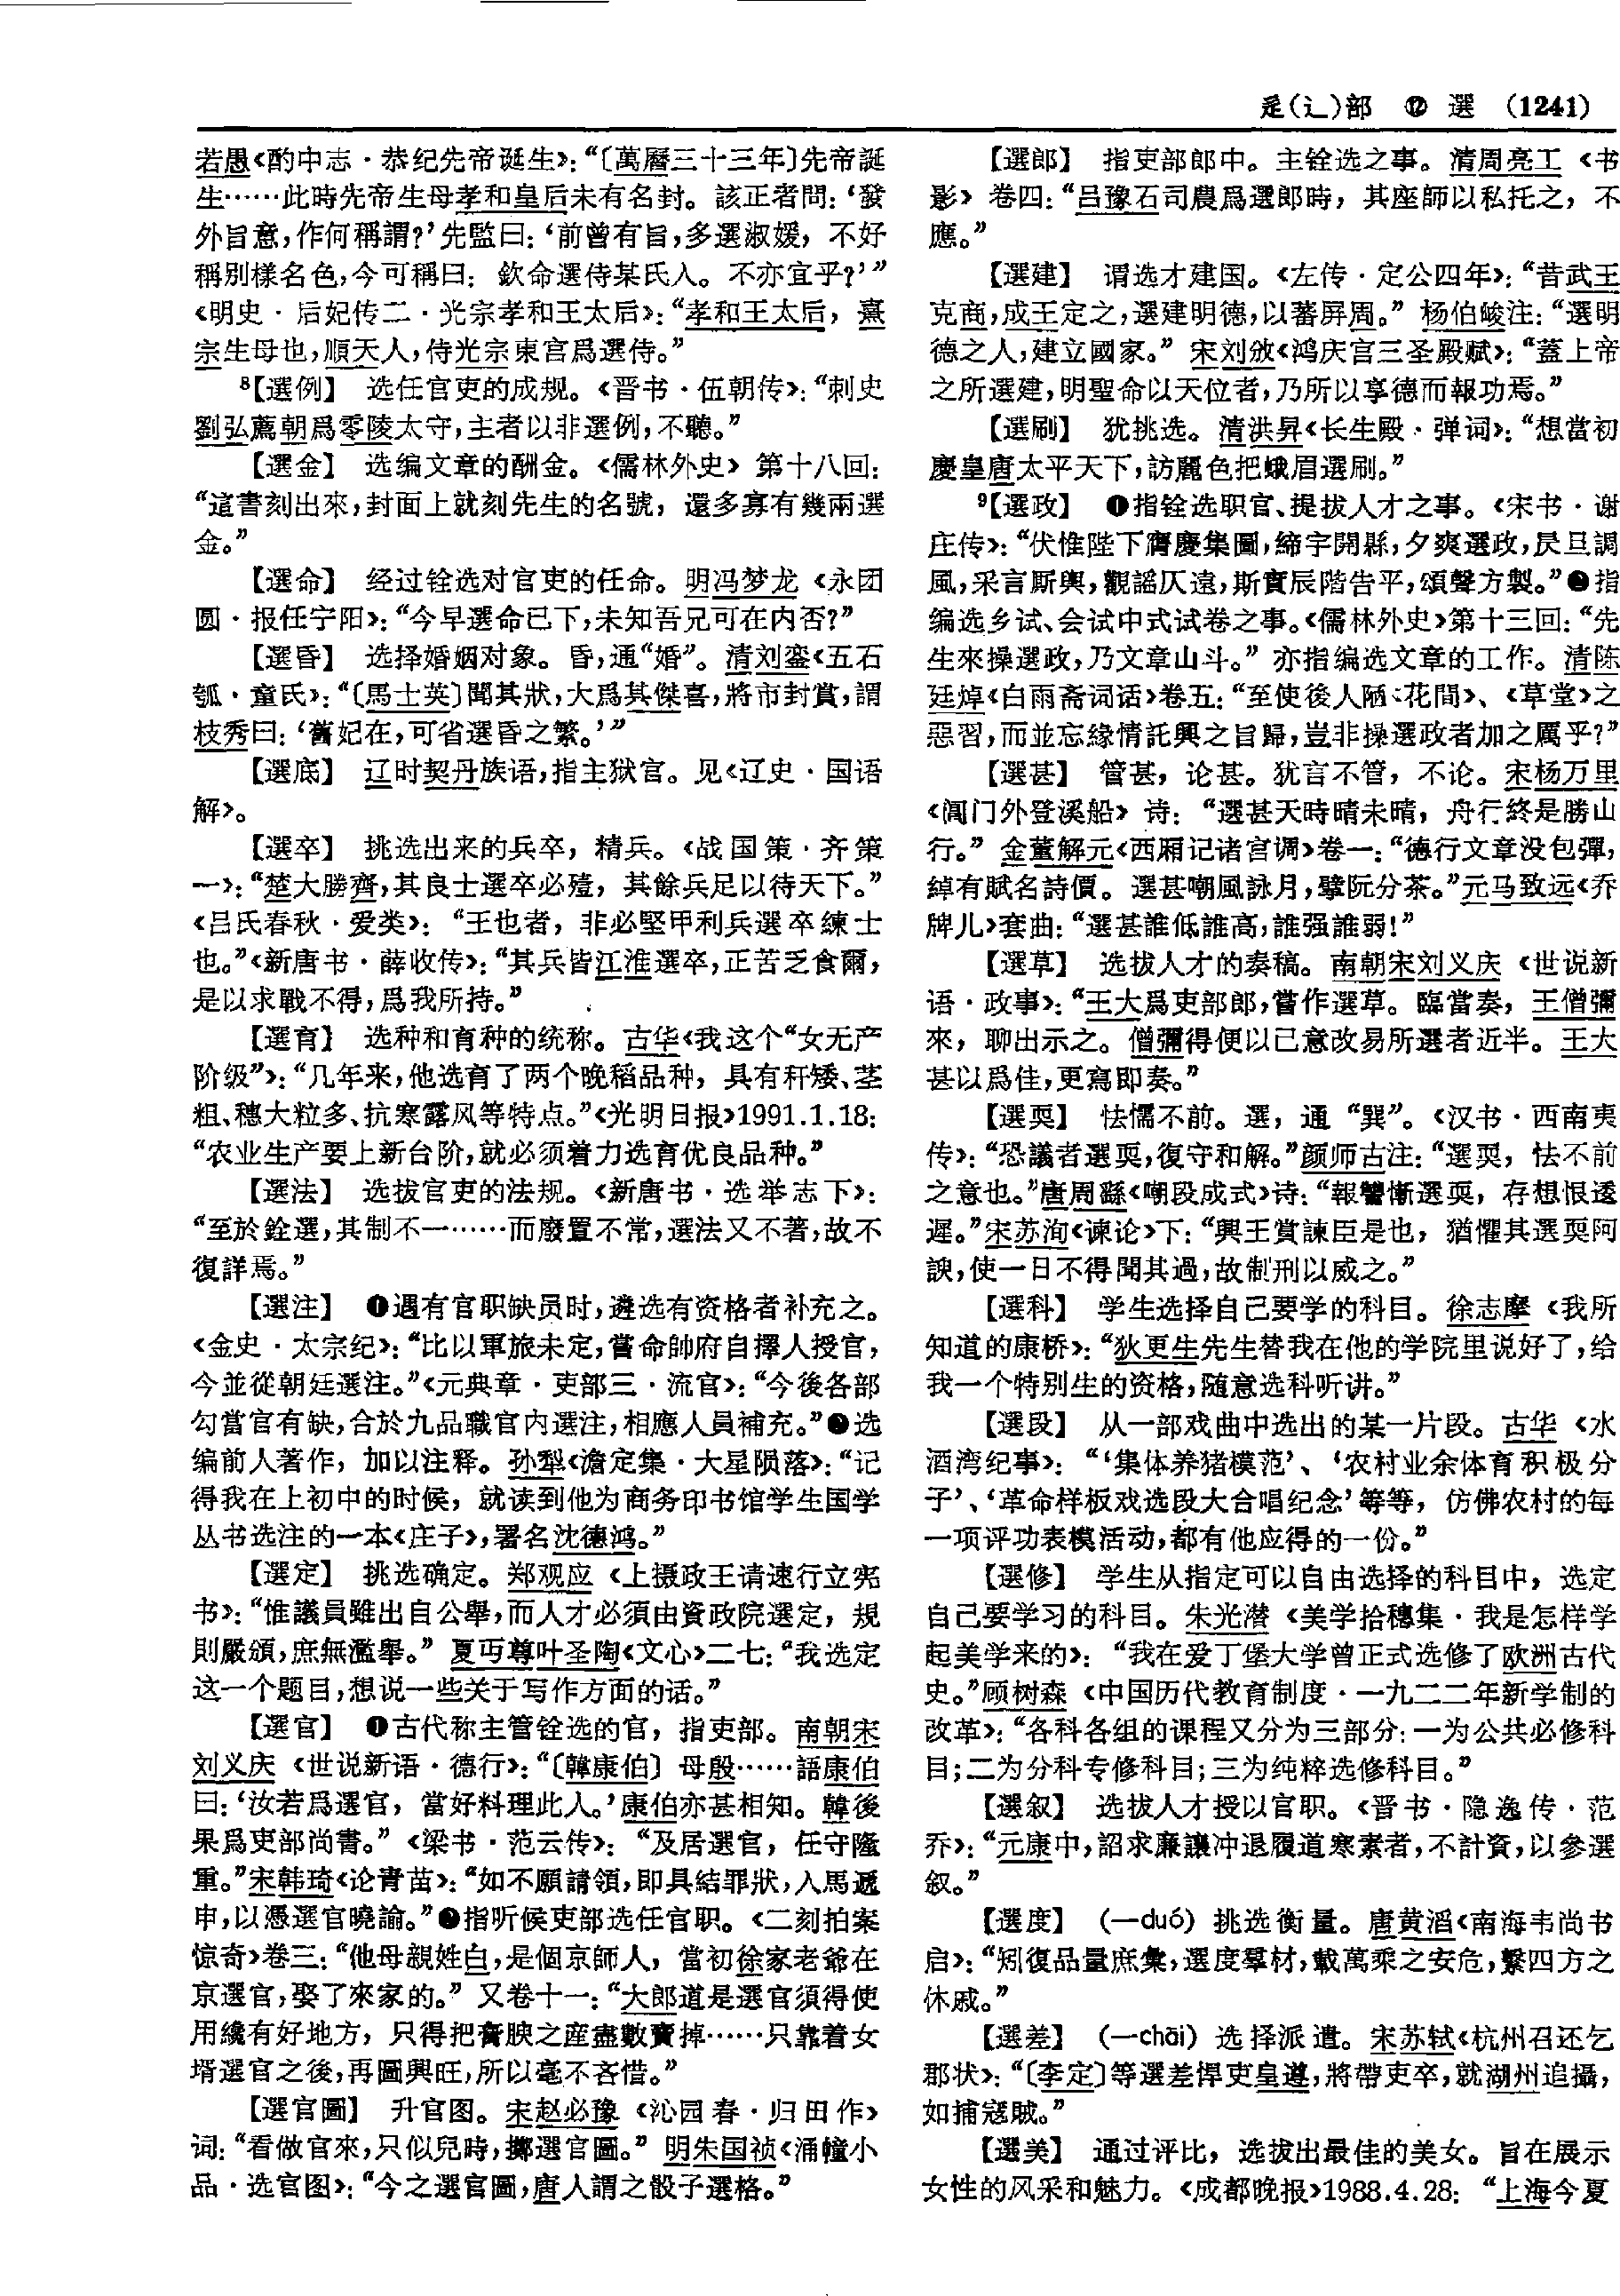 辵(辶)部 ⑫ 選 (1241)
若愚《酌中志·恭纪先帝诞生》：“〔萬曆三十三年〕先帝誕
生……此時先帝生母孝和皇后未有名封。該正者問：‘發
外旨意，作何稱謂？’先監曰：‘前曾有旨，多選淑媛，不好
稱别樣名色，今可稱曰：欽命選侍某氏人。不亦宜乎？’”
《明史·后妃传二·光宗孝和王太后》：“孝和王太后，熹
宗生母也，順天人，侍光宗東宫爲選侍。”
8【選例】 选任官吏的成规。《晋书·伍朝传》：“刺史
劉弘薦朝爲零陵太守，主者以非選例，不聽。”
【選金】 选编文章的酬金。《儒林外史》第十八回：
“這書刻出來，封面上就刻先生的名號，還多寡有幾兩選
金。”
【選命】 经过铨选对官吏的任命。明冯梦龙《永团
圆·报任宁阳》：“今早選命已下，未知吾兄可在内否？”
【選昏】 选择婚姻对象。昏，通“婚”。清刘銮《五石
瓠·童氏》：“〔馬士英〕聞其狀，大爲其傑喜，將市封賞，謂
枝秀曰：‘舊妃在，可省選昏之繁。’”
【選底】 辽时契丹族语，指主狱官。见《辽史·国语
解》。
【選卒】 挑选出来的兵卒，精兵。《战国策·齐策
一》：“楚大勝齊，其良士選卒必殪，其餘兵足以待天下。”
《吕氏春秋·爱类》：“王也者，非必堅甲利兵選卒練士
也。”《新唐书·薛收传》：“其兵皆江淮選卒，正苦乏食爾，
是以求戰不得，爲我所持。”
【選育】 选种和育种的统称。古华《我这个“女无产
阶级”》：“几年来，他选育了两个晚稻品种，具有秆矮、茎
粗、穗大粒多、抗寒露风等特点。”《光明日报》1991.1.18：
“农业生产要上新台阶，就必须着力选育优良品种。”
【選法】 选拔官吏的法规。《新唐书·选举志下》：
“至於銓選，其制不一……而廢置不常，選法又不著，故不
復詳焉。”
【選注】 ❶遇有官职缺员时，遴选有资格者补充之。
《金史·太宗纪》：“比以軍旅未定，嘗命帥府自擇人授官，
今並從朝廷選注。”《元典章·吏部三·流官》：“今後各部
勾當官有缺，合於九品職官内選注，相應人員補充。”❷选
编前人著作，加以注释。孙犁《澹定集·大星陨落》：“记
得我在上初中的时候，就读到他为商务印书馆学生国学
丛书选注的一本《庄子》，署名沈德鸿。”
【選定】 挑选确定。郑观应《上摄政王请速行立宪
书》：“惟議員雖出自公舉，而人才必須由資政院選定，規
則嚴頒，庶無濫舉。”夏丏尊叶圣陶《文心》二七：“我选定
这一个题目，想说一些关于写作方面的话。”
【選官】 ❶古代称主管铨选的官，指吏部。南朝宋
刘义庆《世说新语·德行》：“〔韓康伯〕母殷……語康伯
曰：‘汝若爲選官，當好料理此人。’康伯亦甚相知。韓後
果爲吏部尚書。”《梁书·范云传》：“及居選官，任守隆
重。”宋韩琦《论青苗》：“如不願請領，即具結罪狀，入馬遞
申，以憑選官曉諭。”❷指听候吏部选任官职。《二刻拍案
惊奇》卷三：“他母親姓白，是個京師人，當初徐家老爺在
京選官，娶了來家的。”又卷十一：“大郎道是選官須得使
用纔有好地方，只得把膏腴之産盡數賣掉……只靠着女
壻選官之後，再圖興旺，所以毫不吝惜。”
【選官圖】 升官图。宋赵必𤩪《沁园春·归田作》
词：“看做官來，只似兒時，擲選官圖。”明朱国祯《涌幢小
品·选官图》：“今之選官圖，唐人謂之骰子選格。”
【選郎】 指吏部郎中。主铨选之事。清周亮工《书
影》卷四：“吕豫石司農爲選郎時，其座師以私托之，不
應。”
【選建】 谓选才建国。《左传·定公四年》：“昔武王
克商，成王定之，選建明德，以蕃屏周。”杨伯峻注：“選明
德之人，建立國家。”宋刘攽《鸿庆宫三圣殿赋》：“蓋上帝
之所選建，明聖命以天位者，乃所以享德而報功焉。”
【選刷】 犹挑选。清洪昇《长生殿·弹词》：“想當初
慶皇唐太平天下，訪麗色把蛾眉選刷。”
9【選政】 ❶指铨选职官、提拔人才之事。《宋书·谢
庄传》：“伏惟陛下膺慶集圖，締宇開縣，夕爽選政，昃旦調
風，采言厮輿，觀謡仄遠，斯實辰階告平，頌聲方製。”❷指
编选乡试、会试中式试卷之事。《儒林外史》第十三回：“先
生來操選政，乃文章山斗。”亦指编选文章的工作。清陈
廷焯《白雨斋词话》卷五：“至使後人陋《花間》、《草堂》之
惡習，而並忘緣情託興之旨歸，豈非操選政者加之厲乎？”
【選甚】 管甚，论甚。犹言不管，不论。宋杨万里
《阊门外登溪船》诗：“選甚天時晴未晴，舟行終是勝山
行。”金董解元《西厢记诸宫调》卷一：“德行文章没包彈，
綽有賦名詩價。選甚嘲風詠月，擘阮分茶。”元马致远《乔
牌儿》套曲：“選甚誰低誰高，誰强誰弱！”
【選草】 选拔人才的奏稿。南朝宋刘义庆《世说新
语·政事》：“王大爲吏部郎，嘗作選草。臨當奏，王僧彌
來，聊出示之。僧彌得便以己意改易所選者近半。王大
甚以爲佳，更寫即奏。”
【選耎】 怯懦不前。選，通“巽”。《汉书·西南夷
传》：“恐議者選耎，復守和解。”颜师古注：“選耎，怯不前
之意也。”唐周繇《嘲段成式》诗：“報讐慚選耎，存想恨逶
遲。”宋苏洵《谏论》下：“興王賞諫臣是也，猶懼其選耎阿
諛，使一日不得聞其過，故制刑以威之。”
【選科】 学生选择自己要学的科目。徐志摩《我所
知道的康桥》：“狄更生先生替我在他的学院里说好了，给
我一个特别生的资格，随意选科听讲。”
【選段】 从一部戏曲中选出的某一片段。古华《水
酒湾纪事》：“‘集体养猪模范’、‘农村业余体育积极分
子’、‘革命样板戏选段大合唱纪念’等等，仿佛农村的每
一项评功表模活动，都有他应得的一份。”
【選修】 学生从指定可以自由选择的科目中，选定
自己要学习的科目。朱光潜《美学拾穗集·我是怎样学
起美学来的》：“我在爱丁堡大学曾正式选修了欧洲古代
史。”顾树森《中国历代教育制度·一九二二年新学制的
改革》：“各科各组的课程又分为三部分：一为公共必修科
目；二为分科专修科目；三为纯粹选修科目。”
【選叙】 选拔人才授以官职。《晋书·隐逸传·范
乔》：“元康中，詔求廉讓冲退履道寒素者，不計資，以參選
叙。”
【選度】 （—duó）挑选衡量。唐黄滔《南海韦尚书
启》：“矧復品量庶彙，選度羣材，戴萬乘之安危，繫四方之
休戚。”
【選差】 （—chāi）选择派遣。宋苏轼《杭州召还乞
郡状》：“〔李定〕等選差悍吏皇遵，將帶吏卒，就湖州追攝，
如捕寇賊。”
【選美】 通过评比，选拔出最佳的美女。旨在展示
女性的风采和魅力。《成都晚报》1988.4.28：“上海今夏